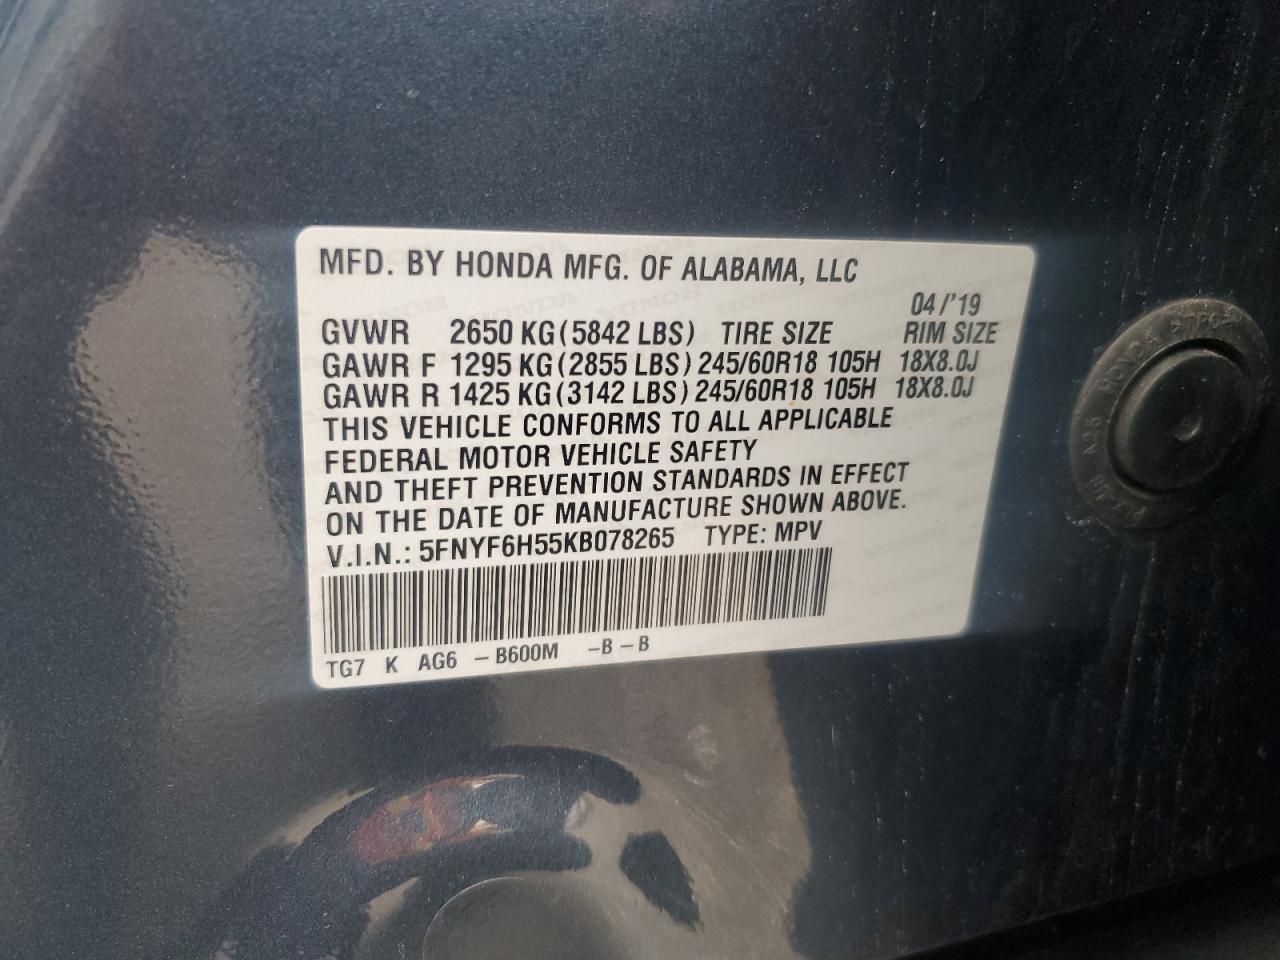 MFD. BY HONDA MFG. OF ALABAMA, LLC
04/'19
GVWR 2650 KG (5842 LBS) TIRE SIZE RIM SIZE
GAWR F 1295 KG (2855 LBS) 245/60R18 105H 18X8.0J
GAWR R 1425 KG (3142 LBS) 245/60R18 105H 18X8.0J
THIS VEHICLE CONFORMS TO ALL APPLICABLE
FEDERAL MOTOR VEHICLE SAFETY
AND THEFT PREVENTION STANDARDS IN EFFECT
ON THE DATE OF MANUFACTURE SHOWN ABOVE.
V.I.N.: 5FNYF6H55KB078265 TYPE: MPV
TG7 K AG6 - B600M - B - B
HONDA
A25